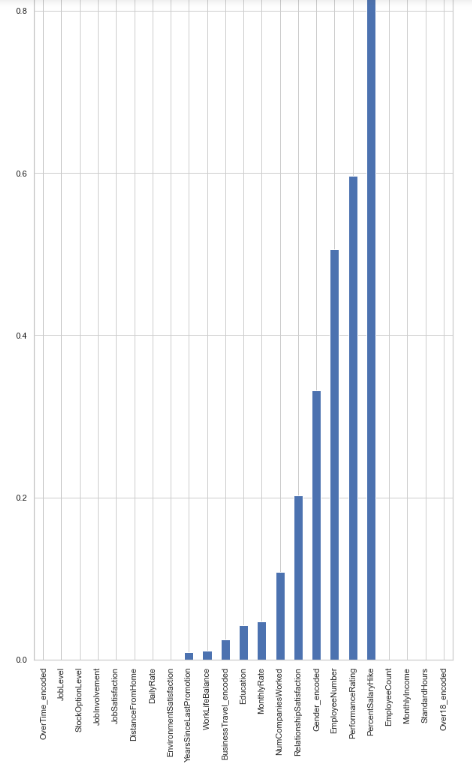 0.8
0.6
0.4
0.2
0.0
OverTime_encoded
JobLevel
StockOptionLevel
JobInvolvement
JobSatisfaction
DistanceFromHome
DailyRate
EnvironmentSatisfaction
YearsSinceLastPromotion
WorkLifeBalance
BusinessTravel_encoded
Education
MonthlyRate
NumCompaniesWorked
RelationshipSatisfaction
Gender_encoded
EmployeeNumber
PerformanceRating
PercentSalaryHike
EmployeeCount
MonthlyIncome
StandardHours
Over18_encoded